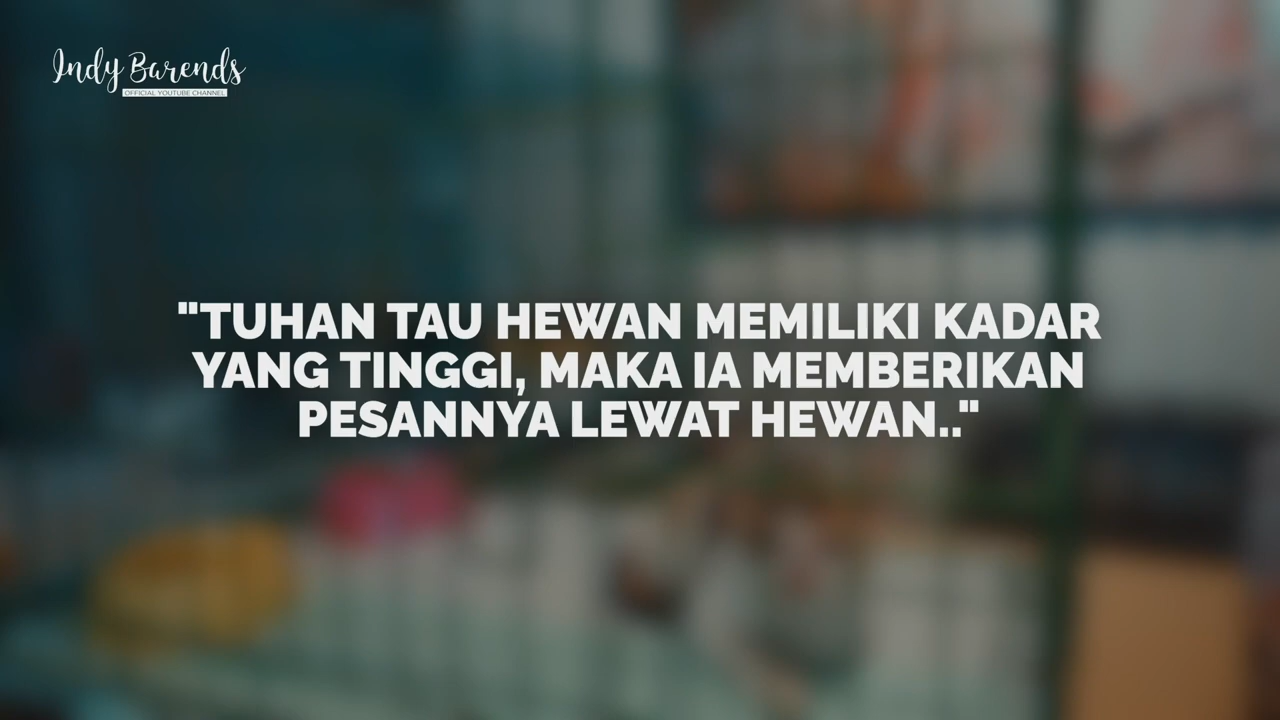 Indy Barends
OFFICIAL YOUTUBE CHANNEL
"TUHAN TAU HEWAN MEMILIKI KADAR
YANG TINGGI, MAKA IA MEMBERIKAN
PESANNYA LEWAT HEWAN.."